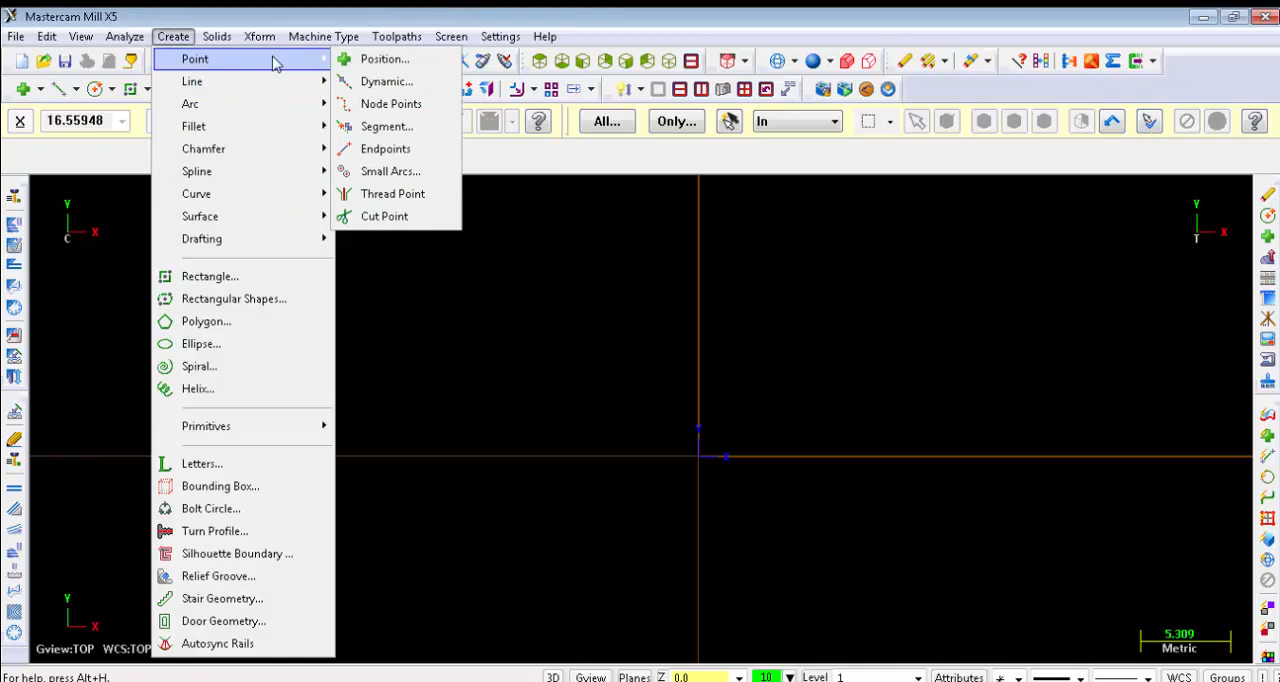 Mastercam Mill X5
File Edit View Analyze Create Solids Xform Machine Type Toolpaths Screen Settings Help
Point
Line
Arc
Fillet
Chamfer
Spline
Curve
Surface
Drafting
Rectangle...
Rectangular Shapes...
Polygon...
Ellipse...
Spiral...
Helix...
Primitives
Letters...
Bounding Box...
Bolt Circle...
Turn Profile...
Silhouette Boundary ...
Relief Groove...
Stair Geometry...
Door Geometry...
Autosync Rails
Position...
Dynamic...
Node Points
Segment...
Endpoints
Small Arcs...
Thread Point
Cut Point
X 16.55948 All... Only... In
Y
C X
Y
T X
Y
X
Gview:TOP WCS:TOP
5.309
Metric
For help, press Alt+H. 3D Gview Planes Z 0.0 10 Level 1 Attributes WCS Groups